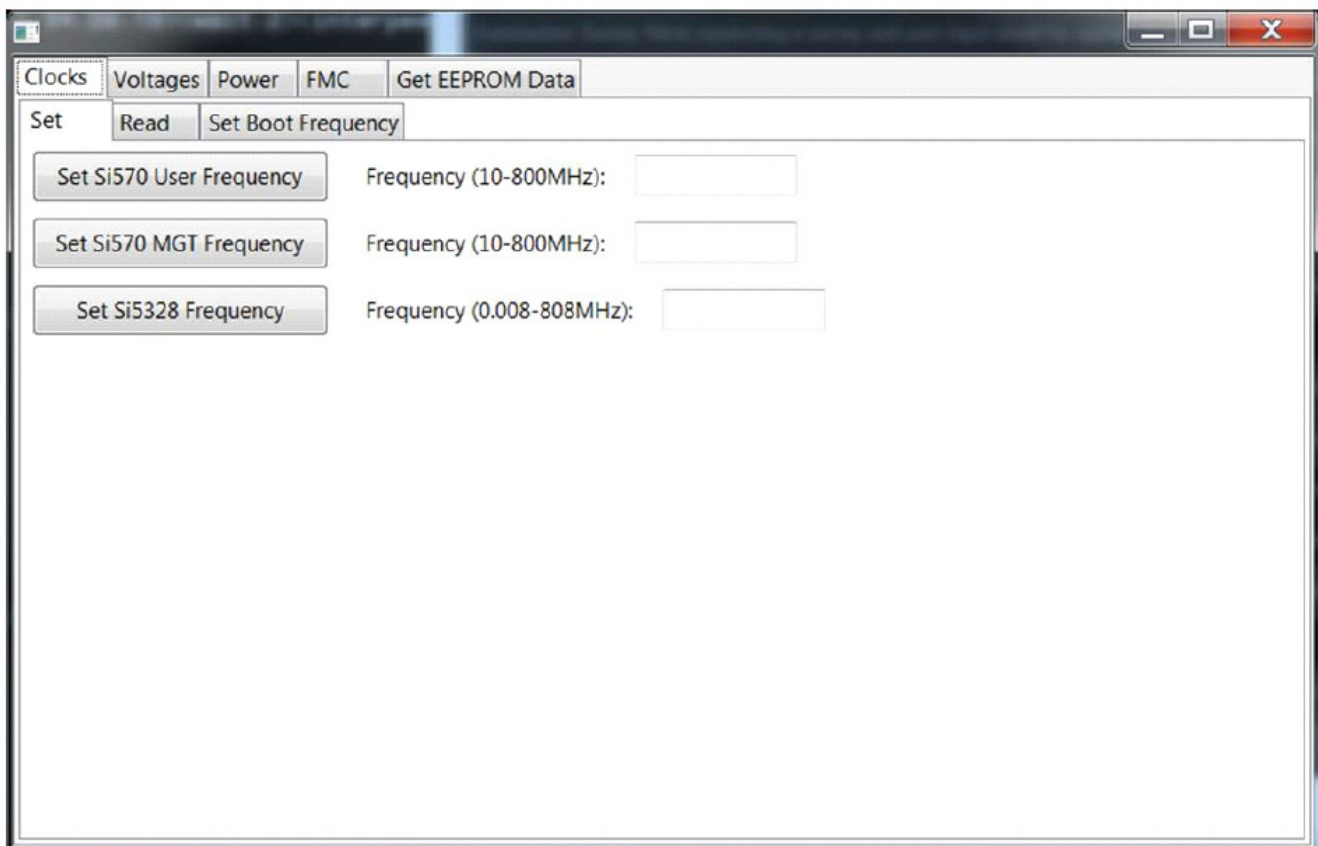 Clocks Voltages Power FMC Get EEPROM Data
Set Read Set Boot Frequency
Set Si570 User Frequency Frequency (10-800MHz):
Set Si570 MGT Frequency Frequency (10-800MHz):
Set Si5328 Frequency Frequency (0.008-808MHz):